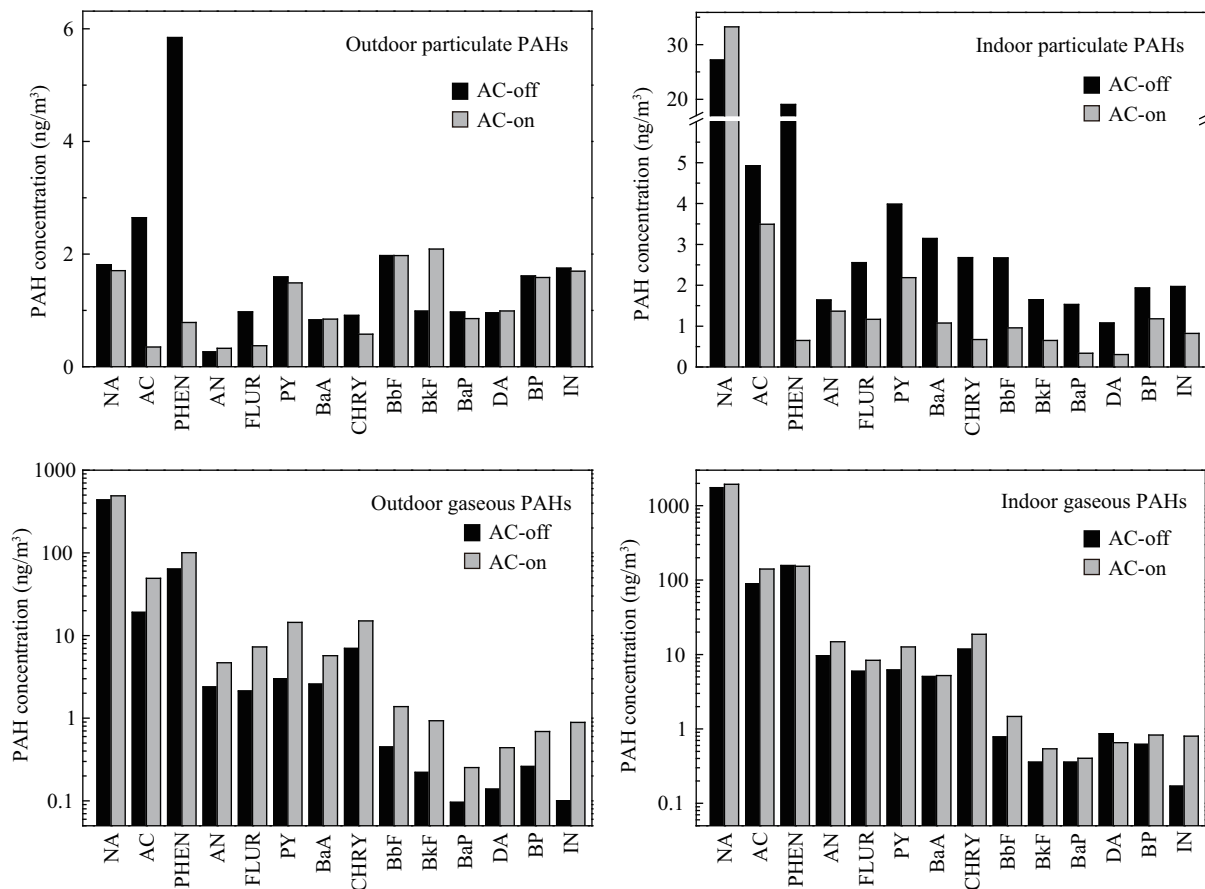 Outdoor particulate PAHs
AC-off
AC-on
PAH concentration (ng/m³)
6
4
2
0
NA AC PHEN AN FLUR PY BaA CHRY BbF BkF BaP DA BP IN
Indoor particulate PAHs
AC-off
AC-on
PAH concentration (ng/m³)
30
20
5
4
3
2
1
0
NA AC PHEN AN FLUR PY BaA CHRY BbF BkF BaP DA BP IN
Outdoor gaseous PAHs
AC-off
AC-on
PAH concentration (ng/m³)
1000
100
10
1
0.1
NA AC PHEN AN FLUR PY BaA CHRY BbF BkF BaP DA BP IN
Indoor gaseous PAHs
AC-off
AC-on
PAH concentration (ng/m³)
1000
100
10
1
0.1
NA AC PHEN AN FLUR PY BaA CHRY BbF BkF BaP DA BP IN